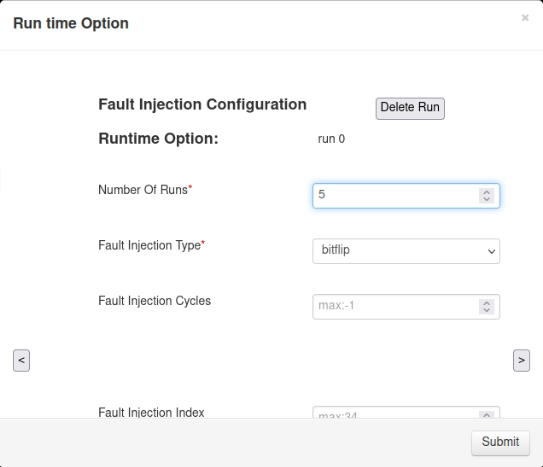 Run time Option
×
Fault Injection Configuration
Delete Run
Runtime Option:
run 0
Number Of Runs*
5
Fault Injection Type*
bitflip
Fault Injection Cycles
max:-1
<
>
Fault Injection Index
max:34
Submit